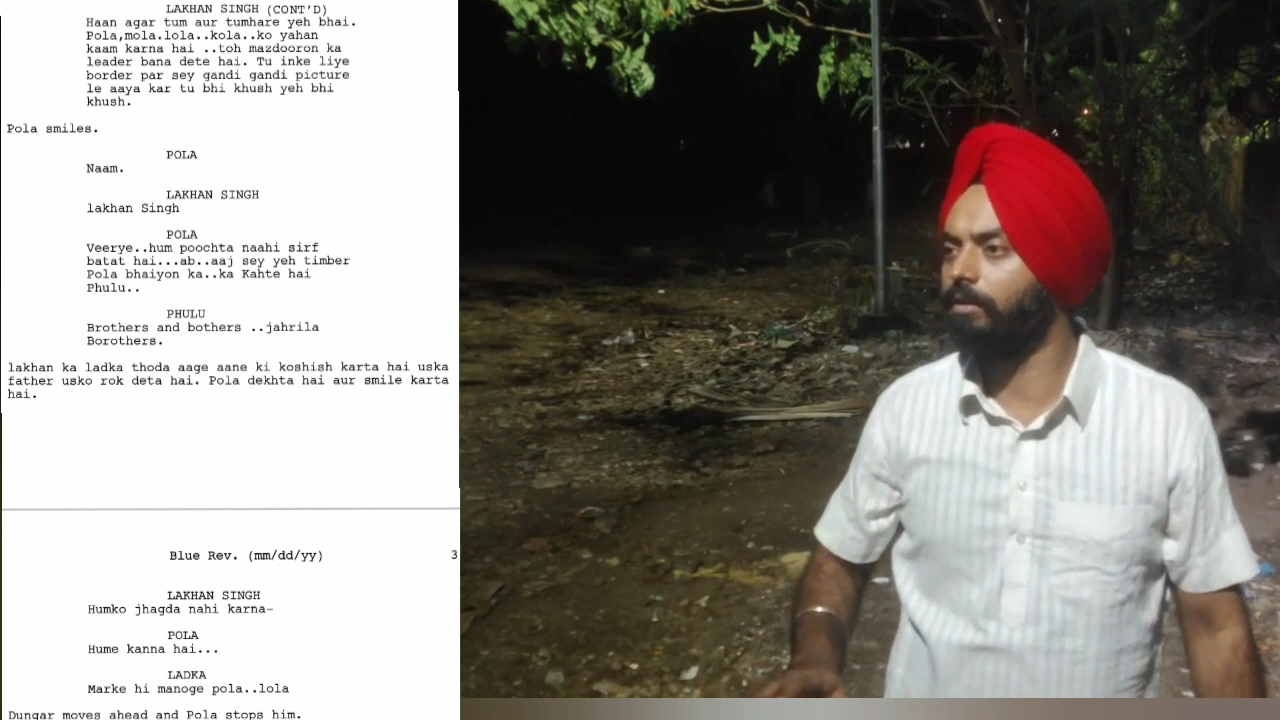 LAKHAN SINGH (CONT'D)
Haan agar tum aur tumhare yeh bhai.
Pola,mola.lola..kola..ko yahan
kaam karna hai ..toh mazdooron ka
leader bana dete hai. Tu inke liye
border par sey gandi gandi picture
le aaya kar tu bhi khush yeh bhi
khush.
Pola smiles.
POLA
Naam.
LAKHAN SINGH
lakhan Singh
POLA
Veerye..hum poochta naahi sirf
batat hai...ab..aaj sey yeh timber
Pola bhaiyon ka..ka Kahte hai
Phulu..
PHULU
Brothers and bothers ..jahrila
Borothers.
lakhan ka ladka thoda aage aane ki koshish karta hai uska
father usko rok deta hai. Pola dekhta hai aur smile karta
hai.
Blue Rev. (mm/dd/yy) 3
LAKHAN SINGH
Humko jhagda nahi karna-
POLA
Hume kanna hai...
LADKA
Marke hi manoge pola..lola
Dungar moves ahead and Pola stops him.